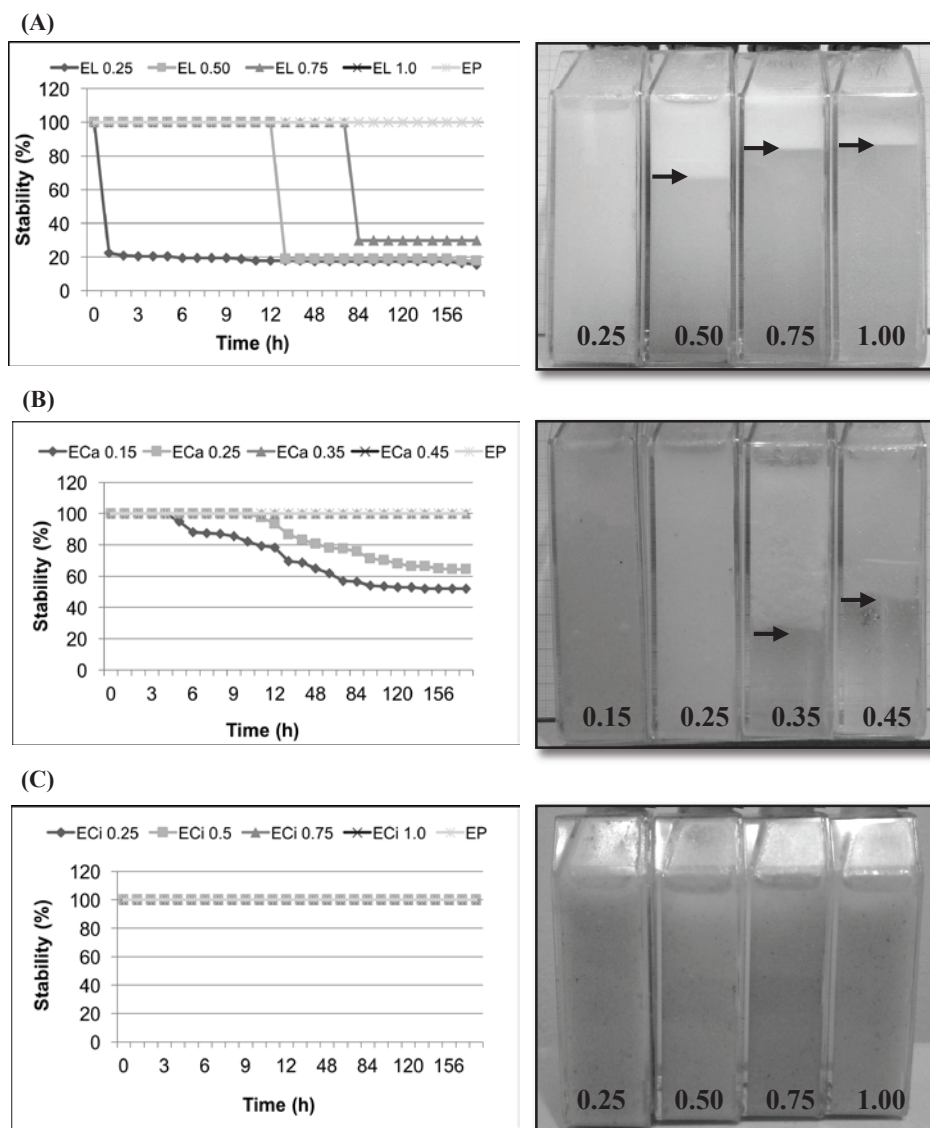 (A)
EL 0.25 EL 0.50 EL 0.75 EL 1.0 EP
120
100
80
60
40
20
0
Stability (%)
0 3 6 9 12 48 84 120 156
Time (h)
0.25 0.50 0.75 1.00
(B)
ECa 0.15 ECa 0.25 ECa 0.35 ECa 0.45 EP
120
100
80
60
40
20
0
Stability (%)
0 3 6 9 12 48 84 120 156
Time (h)
0.15 0.25 0.35 0.45
(C)
ECi 0.25 ECi 0.5 ECi 0.75 ECi 1.0 EP
120
100
80
60
40
20
0
Stability (%)
0 3 6 9 12 48 84 120 156
Time (h)
0.25 0.50 0.75 1.00